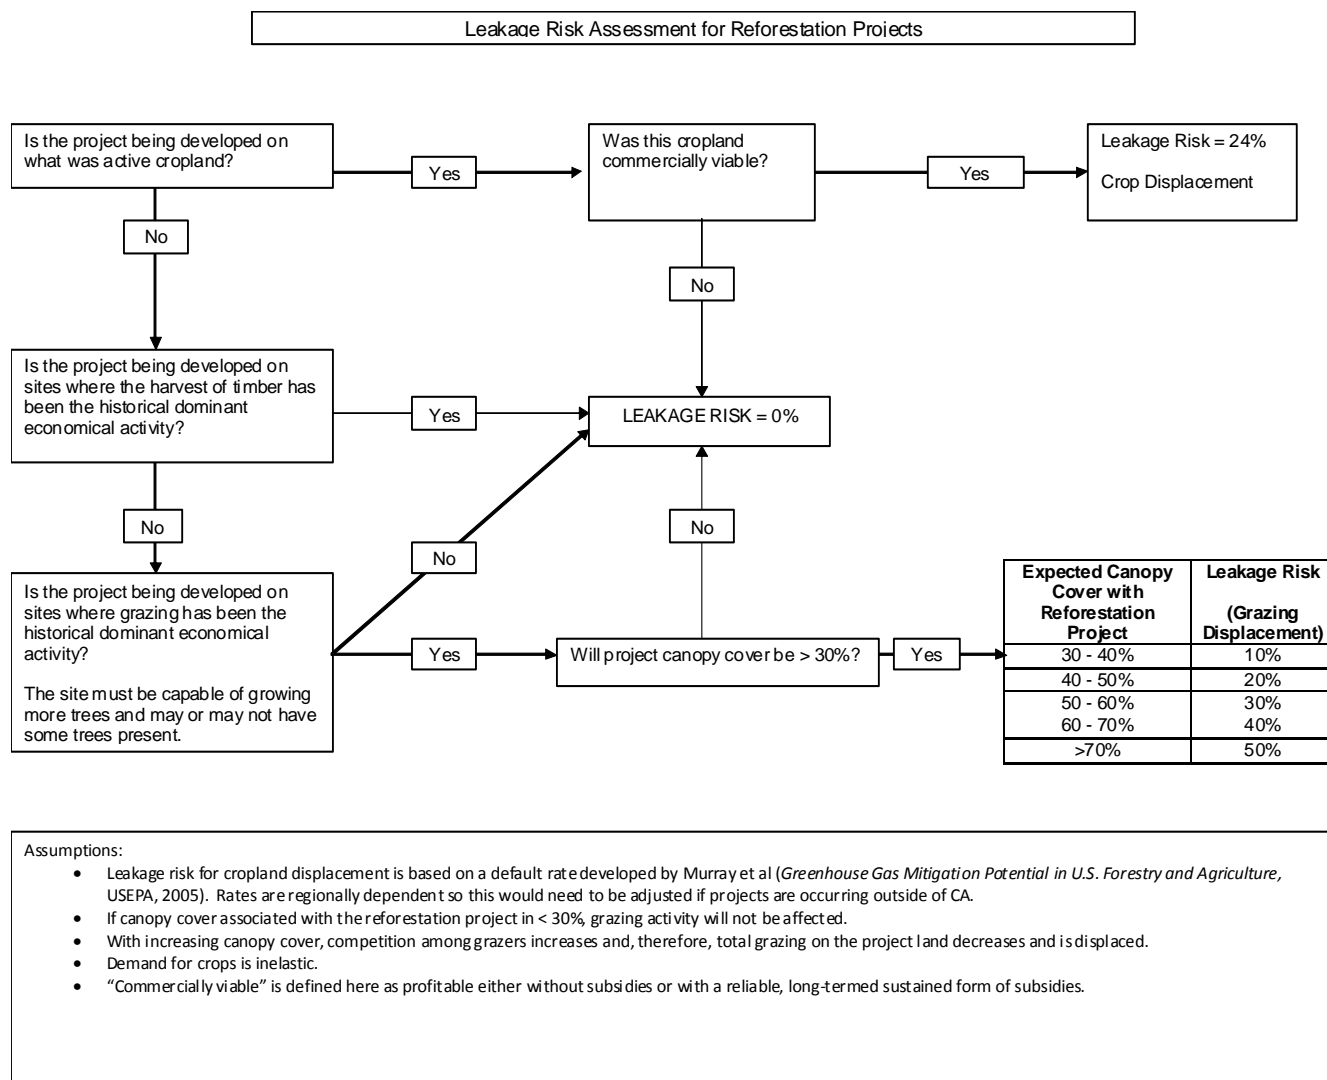 Leakage Risk Assessment for Reforestation Projects
Is the project being developed on
what was active cropland?
Yes
Was this cropland
commercially viable?
Yes
Leakage Risk = 24%
Crop Displacement
No
No
Is the project being developed on
sites where the harvest of timber has
been the historical dominant
economical activity?
Yes
LEAKAGE RISK = 0%
No
No
No
Is the project being developed on
sites where grazing has been the
historical dominant economical
activity?
The site must be capable of growing
more trees and may or may not have
some trees present.
Yes
Will project canopy cover be > 30%?
Yes
Expected Canopy
Cover with
Reforestation
Project
Leakage Risk
(Grazing
Displacement)
30 - 40% 10%
40 - 50% 20%
50 - 60% 30%
60 - 70% 40%
>70% 50%
Assumptions:
• Leakage risk for cropland displacement is based on a default rate developed by Murray et al (Greenhouse Gas Mitigation Potential in U.S. Forestry and Agriculture,
USEPA, 2005). Rates are regionally dependent so this would need to be adjusted if projects are occurring outside of CA.
• If canopy cover associated with the reforestation project in < 30%, grazing activity will not be affected.
• With increasing canopy cover, competition among grazers increases and, therefore, total grazing on the project land decreases and is displaced.
• Demand for crops is inelastic.
• “Commercially viable” is defined here as profitable either without subsidies or with a reliable, long-termed sustained form of subsidies.